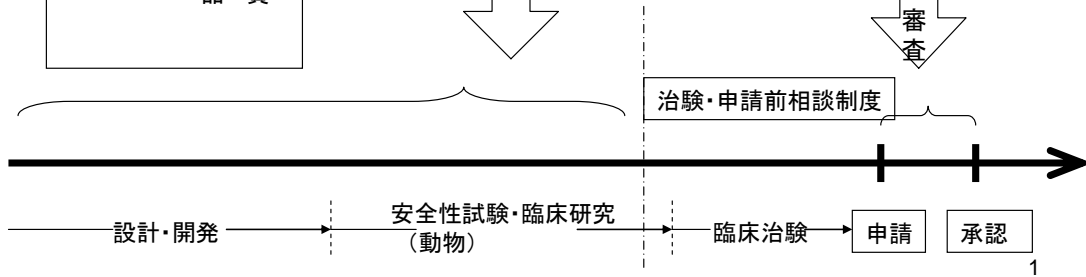 審
査
治験・申請前相談制度
設計・開発
安全性試験・臨床研究
（動物）
臨床治験
申請
承認
1